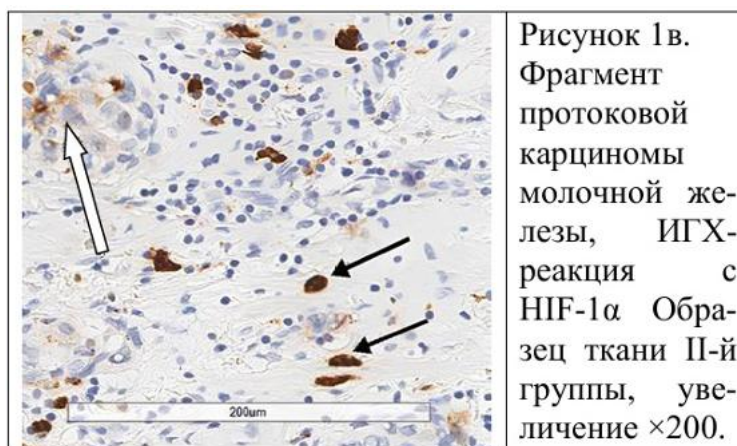 Рисунок 1в.
Фрагмент
протоковой
карциномы
молочной же-
лезы, ИГХ-
реакция с
HIF-1α Обра-
зец ткани II-й
группы, уве-
личение ×200.
200um